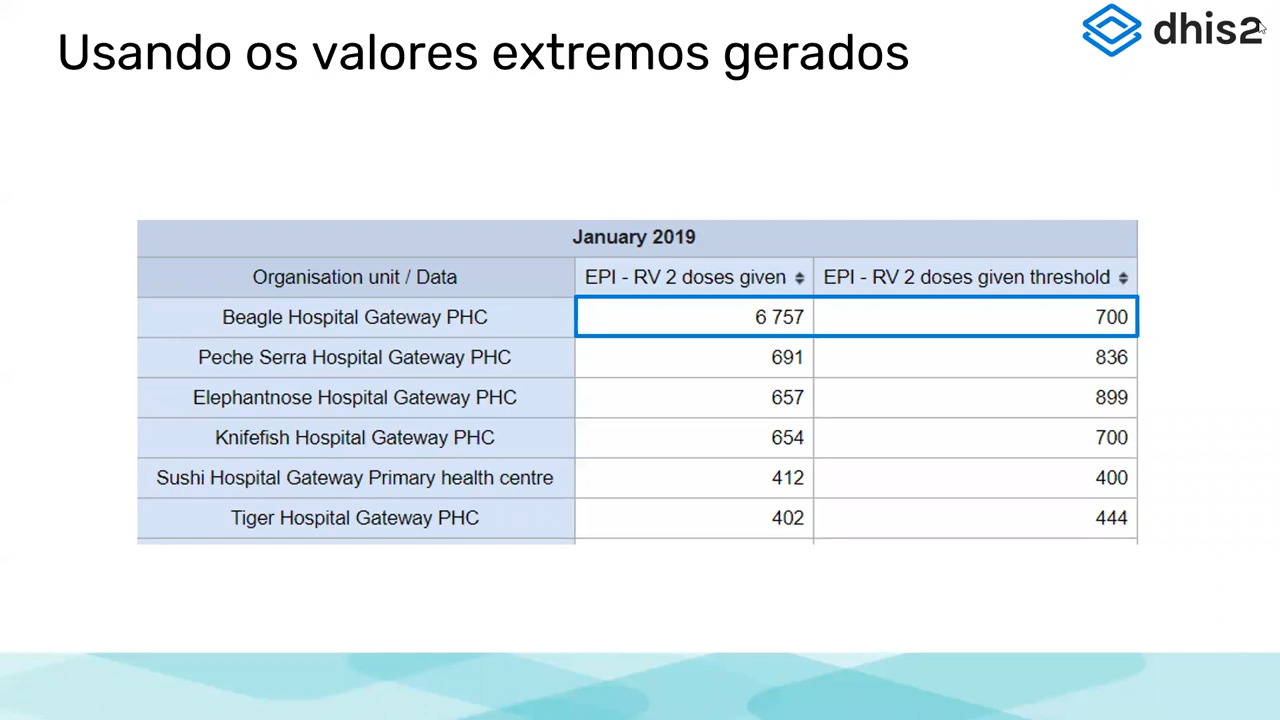 dhis2
Usando os valores extremos gerados
January 2019
Organisation unit / Data EPI - RV 2 doses given EPI - RV 2 doses given threshold
Beagle Hospital Gateway PHC 6 757 700
Peche Serra Hospital Gateway PHC 691 836
Elephantnose Hospital Gateway PHC 657 899
Knifefish Hospital Gateway PHC 654 700
Sushi Hospital Gateway Primary health centre 412 400
Tiger Hospital Gateway PHC 402 444